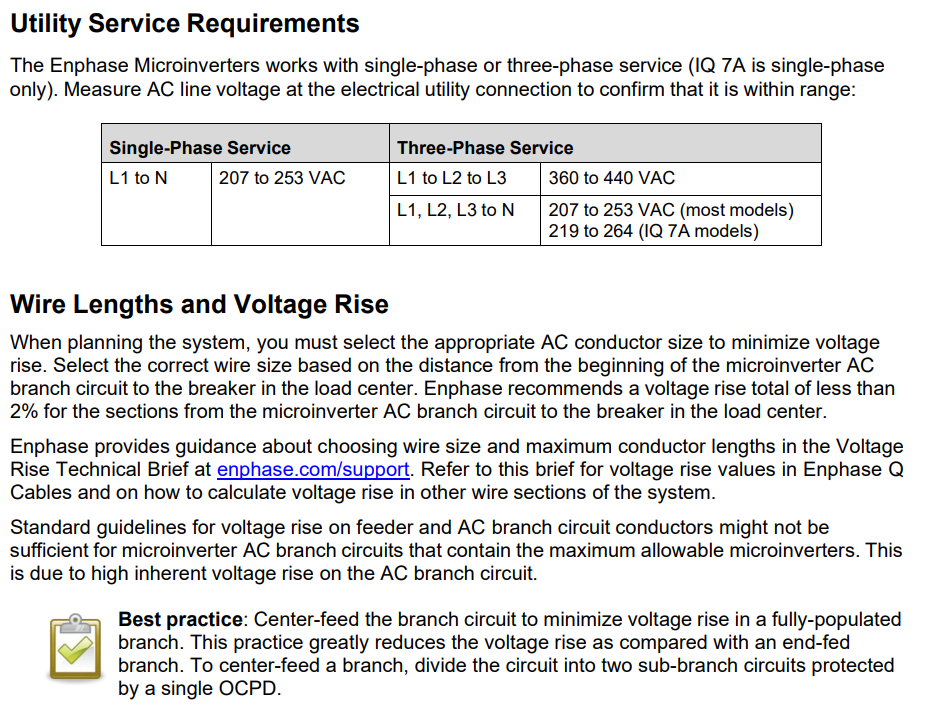 Utility Service Requirements
The Enphase Microinverters works with single-phase or three-phase service (IQ 7A is single-phase
only). Measure AC line voltage at the electrical utility connection to confirm that it is within range:
Single-Phase Service
Three-Phase Service
L1 to N
207 to 253 VAC
L1 to L2 to L3
360 to 440 VAC
L1, L2, L3 to N
207 to 253 VAC (most models)
219 to 264 (IQ 7A models)
Wire Lengths and Voltage Rise
When planning the system, you must select the appropriate AC conductor size to minimize voltage
rise. Select the correct wire size based on the distance from the beginning of the microinverter AC
branch circuit to the breaker in the load center. Enphase recommends a voltage rise total of less than
2% for the sections from the microinverter AC branch circuit to the breaker in the load center.
Enphase provides guidance about choosing wire size and maximum conductor lengths in the Voltage
Rise Technical Brief at enphase.com/support. Refer to this brief for voltage rise values in Enphase Q
Cables and on how to calculate voltage rise in other wire sections of the system.
Standard guidelines for voltage rise on feeder and AC branch circuit conductors might not be
sufficient for microinverter AC branch circuits that contain the maximum allowable microinverters. This
is due to high inherent voltage rise on the AC branch circuit.
Best practice: Center-feed the branch circuit to minimize voltage rise in a fully-populated
branch. This practice greatly reduces the voltage rise as compared with an end-fed
branch. To center-feed a branch, divide the circuit into two sub-branch circuits protected
by a single OCPD.